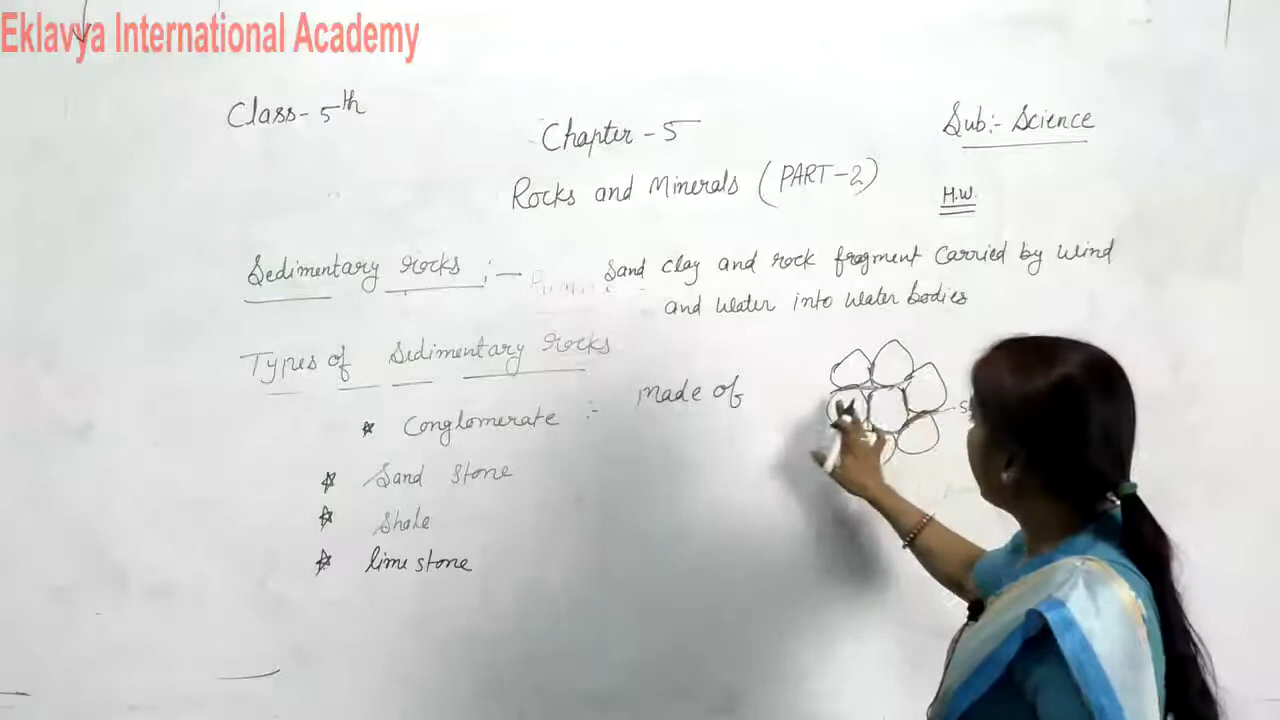 Eklavya International Academy
Class- 5th
Chapter - 5
Sub:- Science
Rocks and Minerals (PART-2)
H.W.
Sedimentary rocks :- Sand clay and rock fragment carried by wind
and water into water bodies
Types of Sedimentary rocks
* Conglomerate :- made of
* Sand stone
* Shale
* lime stone